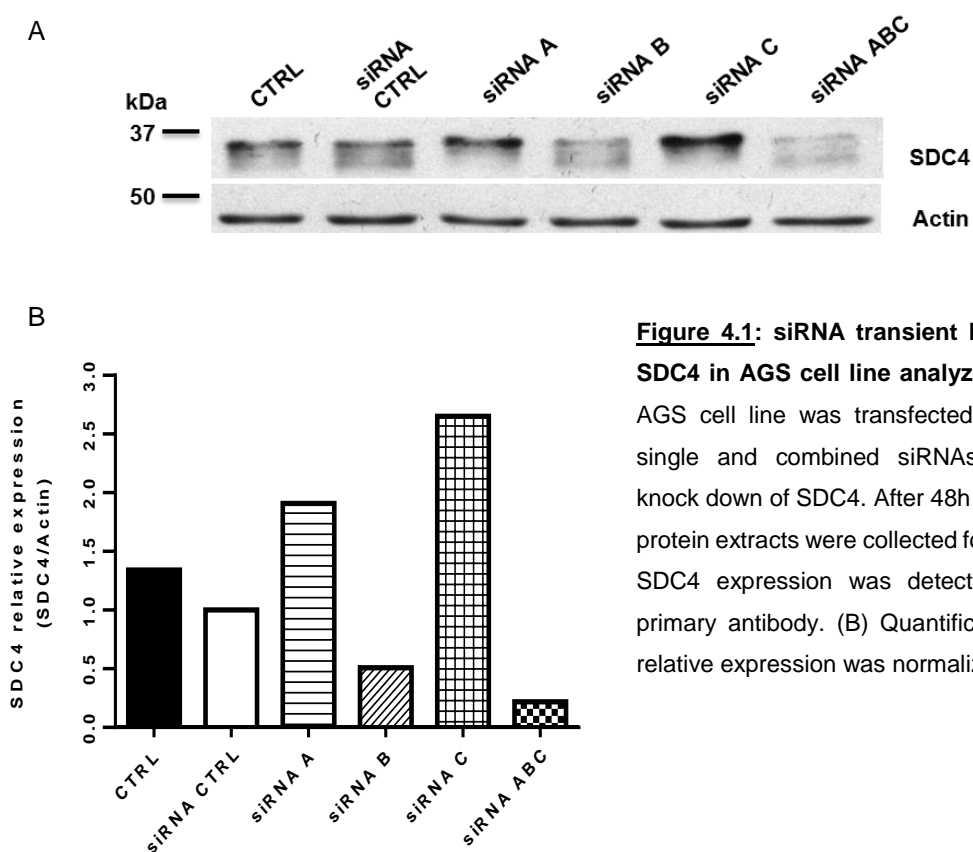 A
CTRL
siRNA CTRL
siRNA A
siRNA B
siRNA C
siRNA ABC
kDa
37
SDC4
50
Actin
B
SDC4 relative expression
(SDC4/Actin)
3.0
2.5
2.0
1.5
1.0
0.5
0.0
CTRL
siRNA CTRL
siRNA A
siRNA B
siRNA C
siRNA ABC
Figure 4.1: siRNA transient
SDC4 in AGS cell line analyz
AGS cell line was transfected
single and combined siRNAs
knock down of SDC4. After 48h
protein extracts were collected fo
SDC4 expression was detect
primary antibody. (B) Quantific
relative expression was normaliz